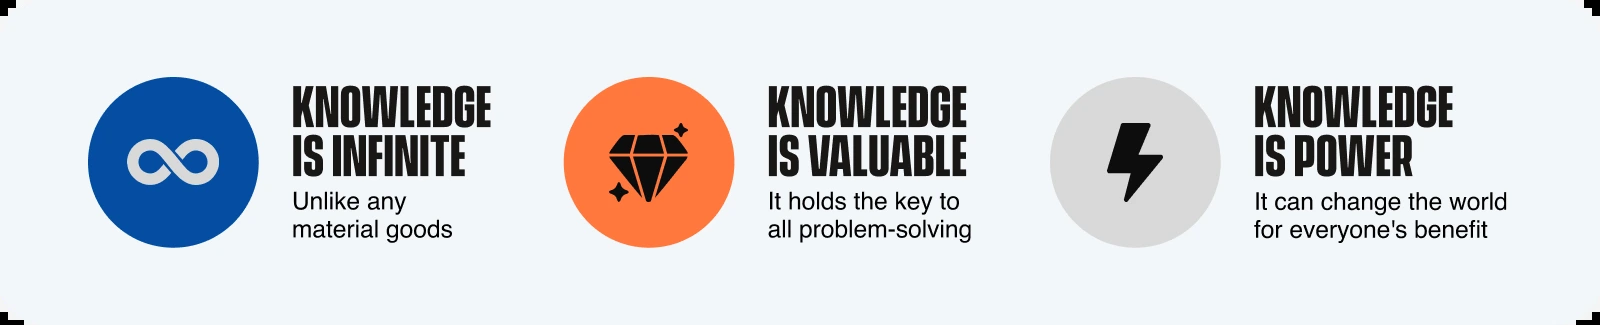 KNOWLEDGE
IS INFINITE
Unlike any
material goods
KNOWLEDGE
IS VALUABLE
It holds the key to
all problem-solving
KNOWLEDGE
IS POWER
It can change the world
for everyone's benefit